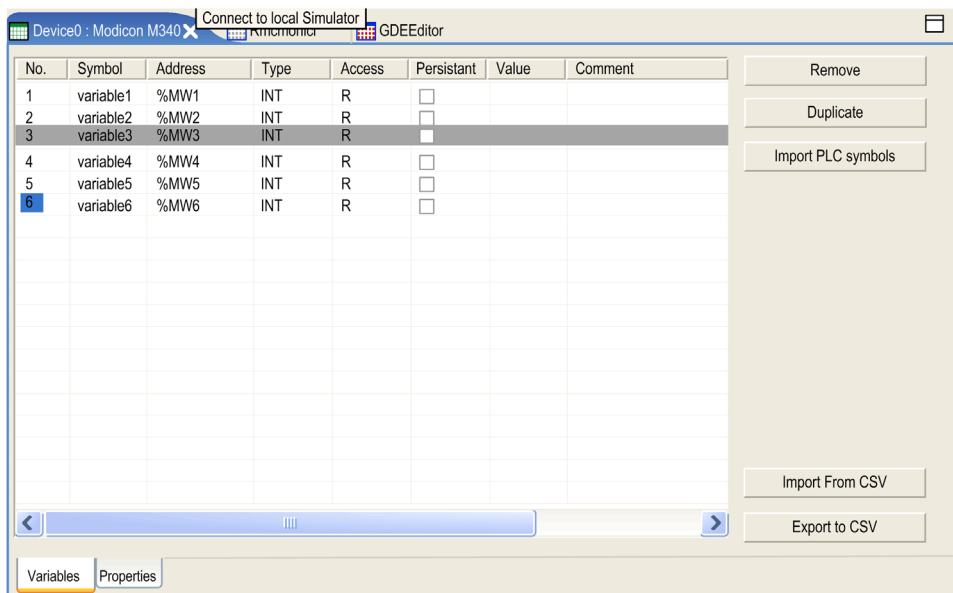 Connect to local Simulator
Device0 : Modicon M340 GDEEditor
No. Symbol Address Type Access Persistant Value Comment
1 variable1 %MW1 INT R
2 variable2 %MW2 INT R
3 variable3 %MW3 INT R
4 variable4 %MW4 INT R
5 variable5 %MW5 INT R
6 variable6 %MW6 INT R
Remove
Duplicate
Import PLC symbols
Import From CSV
Export to CSV
Variables Properties